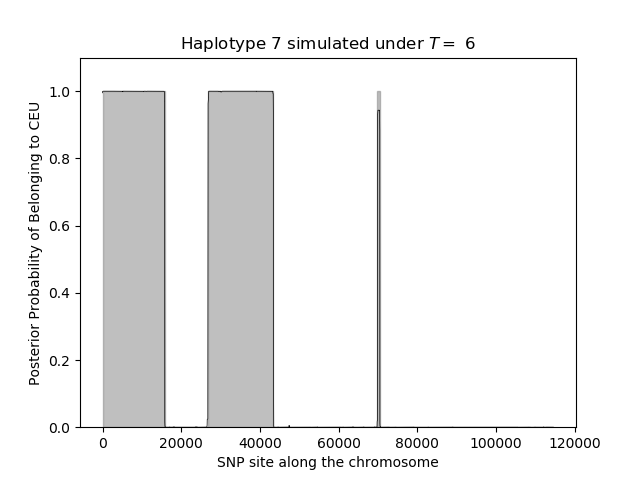 Haplotype 7 simulated under T = 6
Posterior Probability of Belonging to CEU
1.0
0.8
0.6
0.4
0.2
0.0
0 20000 40000 60000 80000 100000 120000
SNP site along the chromosome